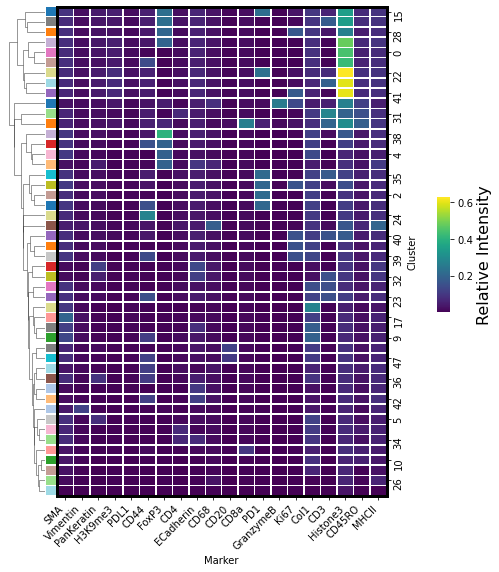 15
28
0
22
41
31
38
4
35
2
24
40
39
32
23
17
9
47
36
42
5
34
10
26
Cluster
0.6
0.4
0.2
Relative Intensity
SMA
Vimentin
PanKeratin
H3K9me3
PDL1
CD44
FoxP3
CD4
ECadherin
CD68
CD20
CD8a
PD1
GranzymeB
Ki67
Col1
CD3
Histone3
CD45RO
MHCII
Marker